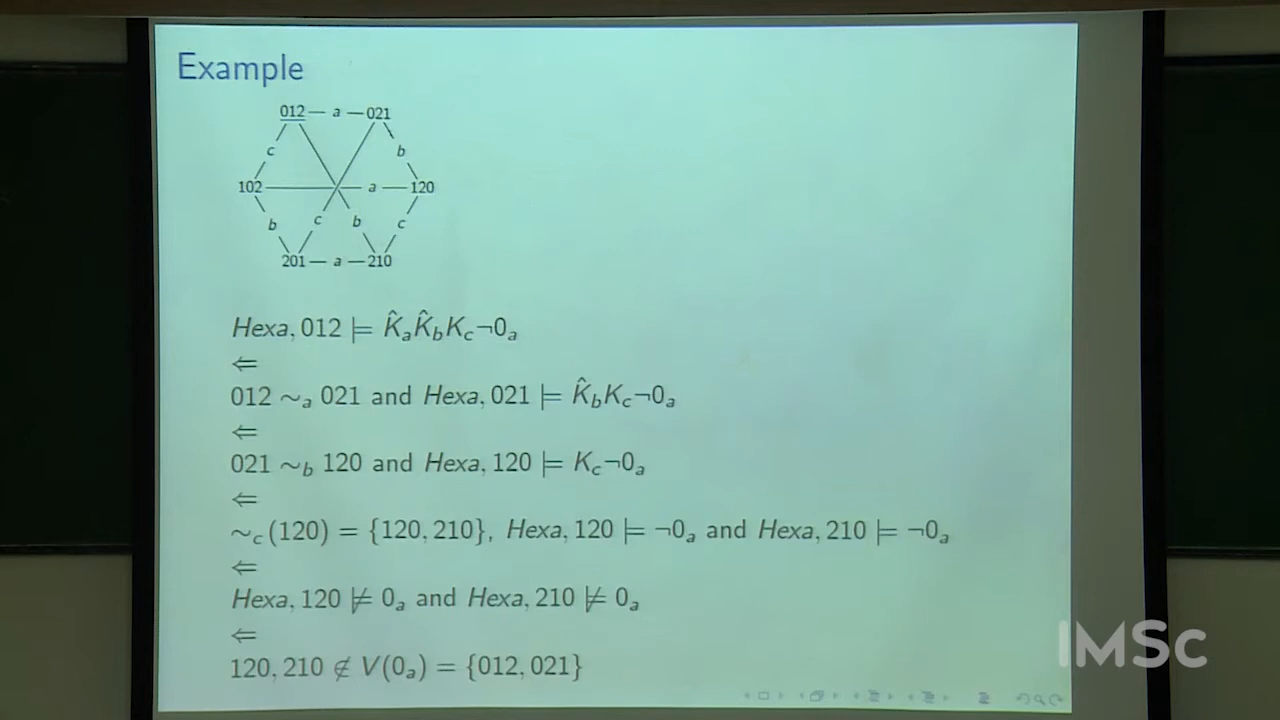 Example
012 — a — 021
c b
102 — a — 120
b c b c
201 — a — 210
Hexa, 012 ⊨ K̂ₐK̂_bK_c¬0ₐ
⇐
012 ∼ₐ 021 and Hexa, 021 ⊨ K̂_bK_c¬0ₐ
⇐
021 ∼_b 120 and Hexa, 120 ⊨ K_c¬0ₐ
⇐
∼_c(120) = {120, 210}, Hexa, 120 ⊨ ¬0ₐ and Hexa, 210 ⊨ ¬0ₐ
⇐
Hexa, 120 ⊭ 0ₐ and Hexa, 210 ⊭ 0ₐ
⇐
120, 210 ∉ V(0ₐ) = {012, 021}
IMSc